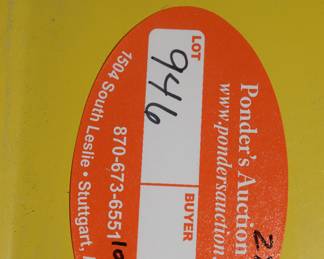 Ponder's Auction
www.pondersauction.
LOT
BUYER
946
870-673-6551
1504 South Leslie • Stuttgart,